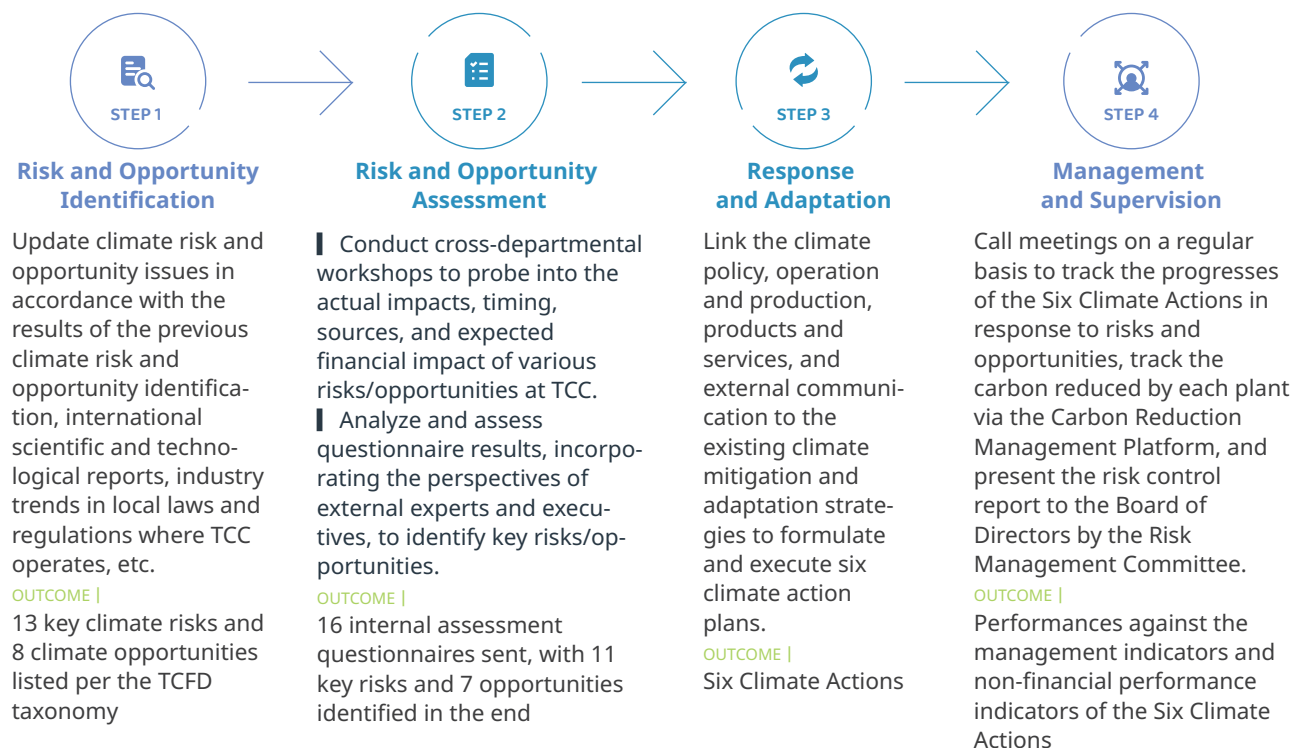 STEP 1
Risk and Opportunity
Identification
Update climate risk and
opportunity issues in
accordance with the
results of the previous
climate risk and
opportunity identifica-
tion, international
scientific and techno-
logical reports, industry
trends in local laws and
regulations where TCC
operates, etc.
OUTCOME |
13 key climate risks and
8 climate opportunities
listed per the TCFD
taxonomy
STEP 2
Risk and Opportunity
Assessment
▎ Conduct cross-departmental
workshops to probe into the
actual impacts, timing,
sources, and expected
financial impact of various
risks/opportunities at TCC.
▎ Analyze and assess
questionnaire results, incorpo-
rating the perspectives of
external experts and execu-
tives, to identify key risks/op-
portunities.
OUTCOME |
16 internal assessment
questionnaires sent, with 11
key risks and 7 opportunities
identified in the end
STEP 3
Response
and Adaptation
Link the climate
policy, operation
and production,
products and
services, and
external communi-
cation to the
existing climate
mitigation and
adaptation strate-
gies to formulate
and execute six
climate action
plans.
OUTCOME |
Six Climate Actions
STEP 4
Management
and Supervision
Call meetings on a regular
basis to track the progresses
of the Six Climate Actions in
response to risks and
opportunities, track the
carbon reduced by each plant
via the Carbon Reduction
Management Platform, and
present the risk control
report to the Board of
Directors by the Risk
Management Committee.
OUTCOME |
Performances against the
management indicators and
non-financial performance
indicators of the Six Climate
Actions